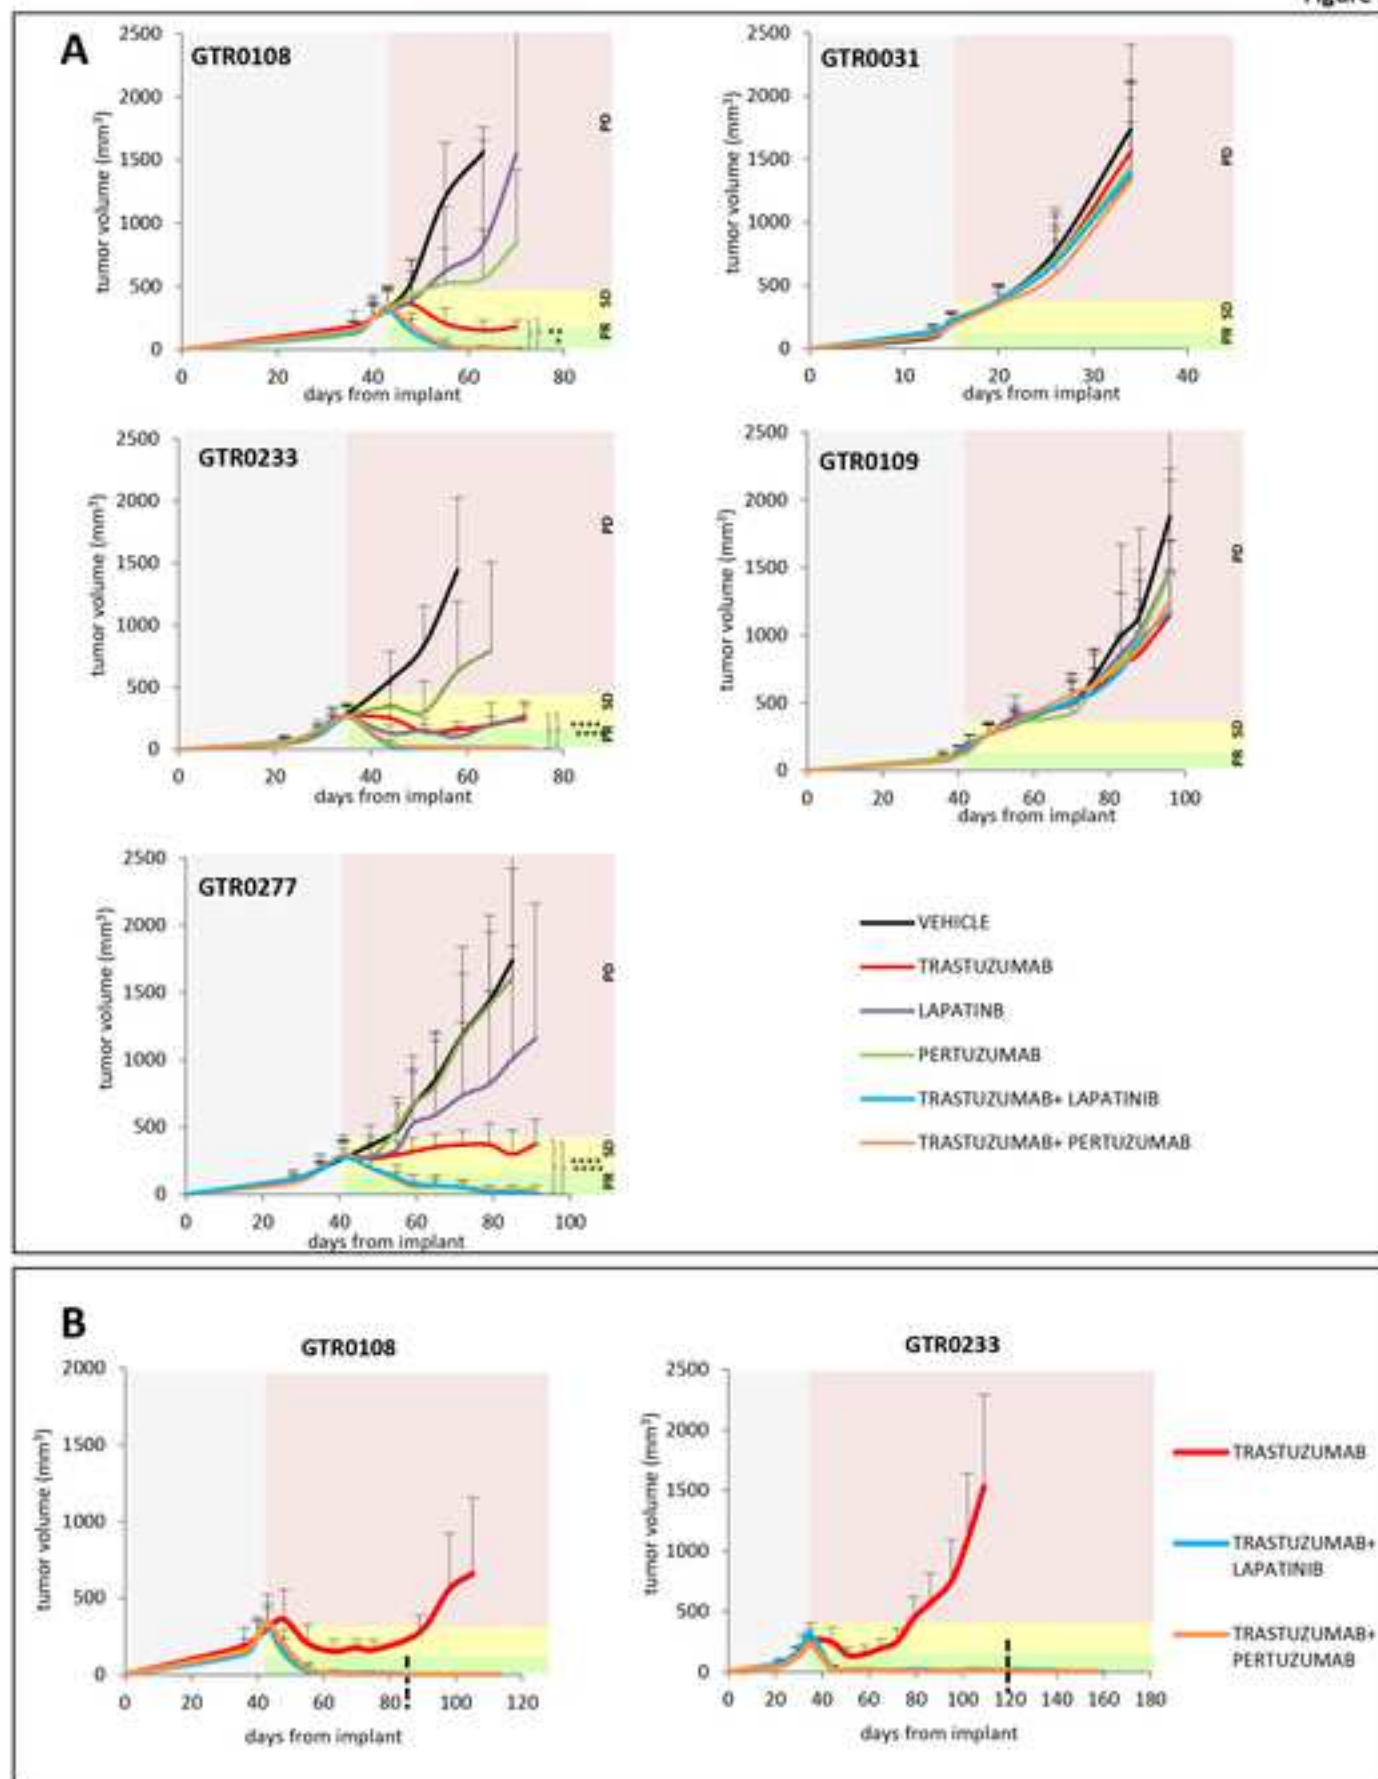 Figure
A
GTR0108
2500
2000
1500
1000
500
0
tumor volume (mm³)
PD
SD
PR
**
*
0 20 40 60 80
days from implant
GTR0031
2500
2000
1500
1000
500
0
tumor volume (mm³)
PD
SD
PR
0 10 20 30 40
days from implant
GTR0233
2500
2000
1500
1000
500
0
tumor volume (mm³)
PD
SD
PR
****
****
0 20 40 60 80
days from implant
GTR0109
2500
2000
1500
1000
500
0
tumor volume (mm³)
PD
SD
PR
0 20 40 60 80 100
days from implant
GTR0277
2500
2000
1500
1000
500
0
tumor volume (mm³)
PD
SD
PR
****
****
0 20 40 60 80 100
days from implant
VEHICLE
TRASTUZUMAB
LAPATINB
PERTUZUMAB
TRASTUZUMAB+ LAPATINIB
TRASTUZUMAB+ PERTUZUMAB
B
GTR0108
2000
1500
1000
500
0
tumor volume (mm³)
0 20 40 60 80 100 120
days from implant
GTR0233
2500
2000
1500
1000
500
0
tumor volume (mm³)
0 20 40 60 80 100 120 140 160 180
days from implant
TRASTUZUMAB
TRASTUZUMAB+
LAPATINIB
TRASTUZUMAB+
PERTUZUMAB